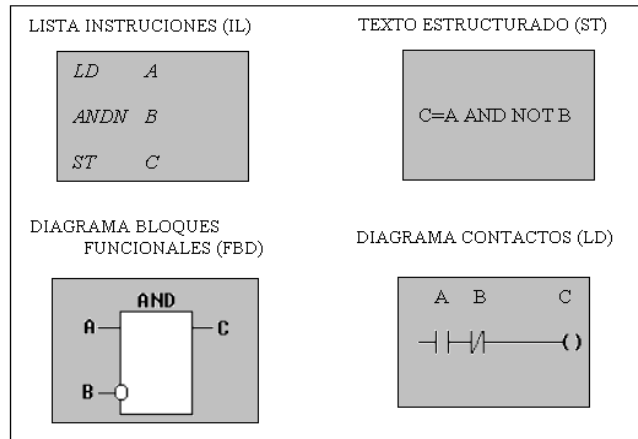 LISTA INSTRUCIONES (IL)
LD A
ANDN B
ST C
TEXTO ESTRUCTURADO (ST)
C=A AND NOT B
DIAGRAMA BLOQUES
FUNCIONALES (FBD)
AND
A
C
B
DIAGRAMA CONTACTOS (LD)
A B C